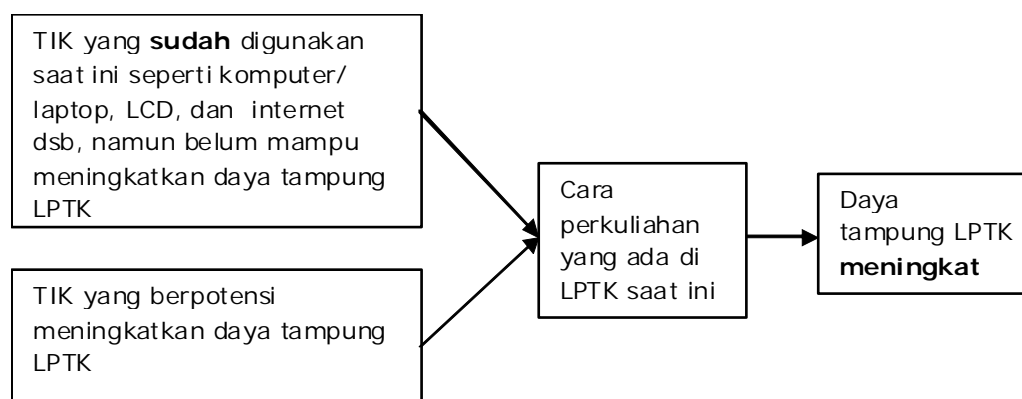 TIK yang sudah digunakan
saat ini seperti komputer/
laptop, LCD, dan internet
dsb, namun belum mampu
meningkatkan daya tampung
LPTK
TIK yang berpotensi
meningkatkan daya tampung
LPTK
Cara
perkuliahan
yang ada di
LPTK saat ini
Daya
tampung LPTK
meningkat